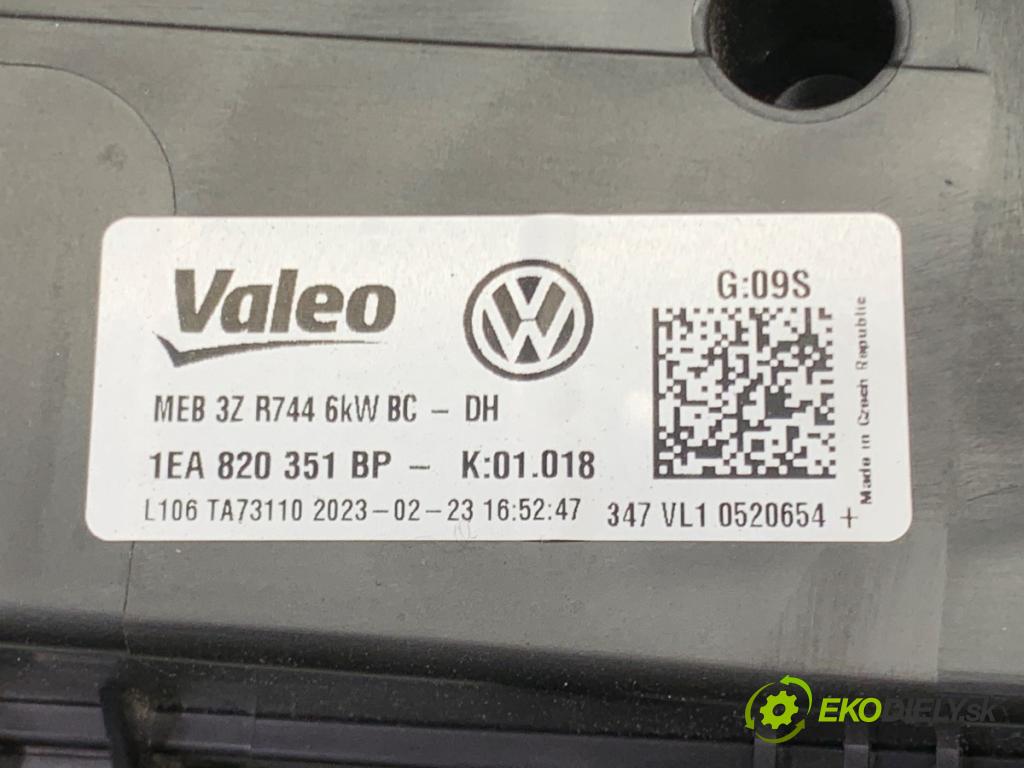 Valeo
G:09S
MEB 3Z R744 6kW BC - DH
1EA 820 351 BP - K:01.018
L106 TA73110 2023-02-23 16:52:47 347 VL1 0520654 +
Made in Czech Republic
EKODIELY.sk